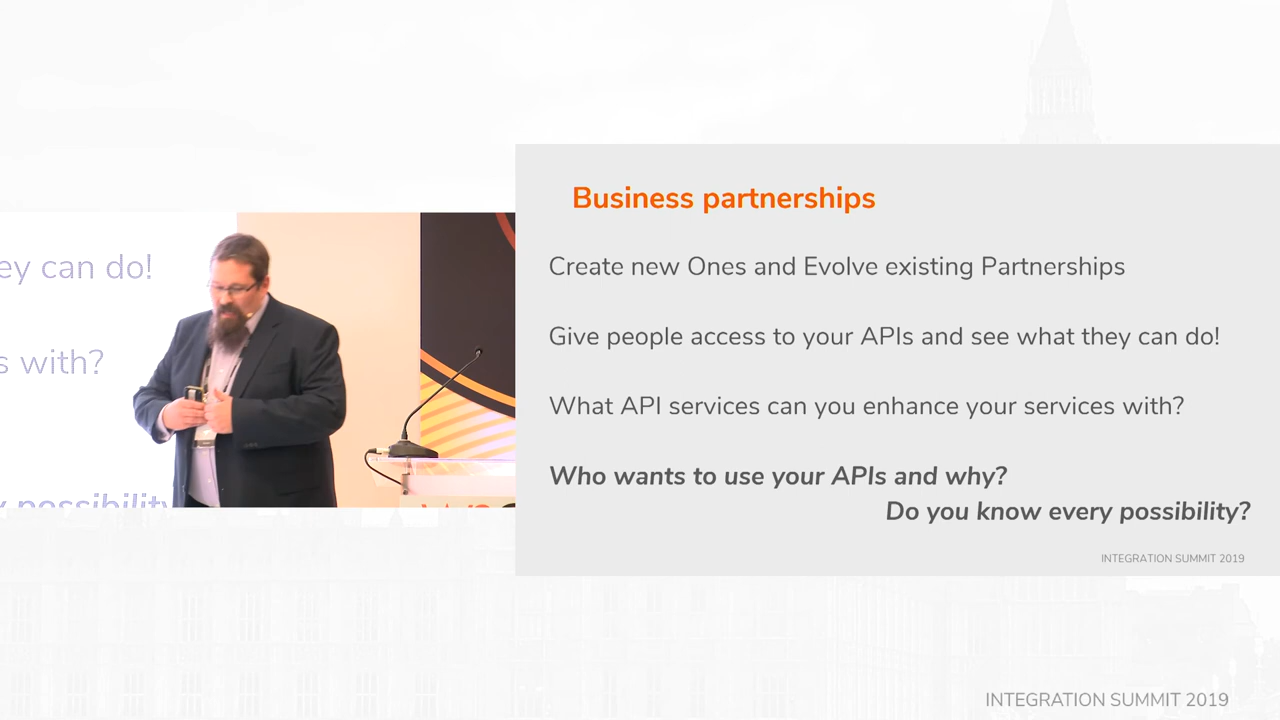 Business partnerships
Create new Ones and Evolve existing Partnerships
Give people access to your APIs and see what they can do!
What API services can you enhance your services with?
Who wants to use your APIs and why?
Do you know every possibility?
INTEGRATION SUMMIT 2019
ey can do!
s with?
y possibility
INTEGRATION SUMMIT 2019